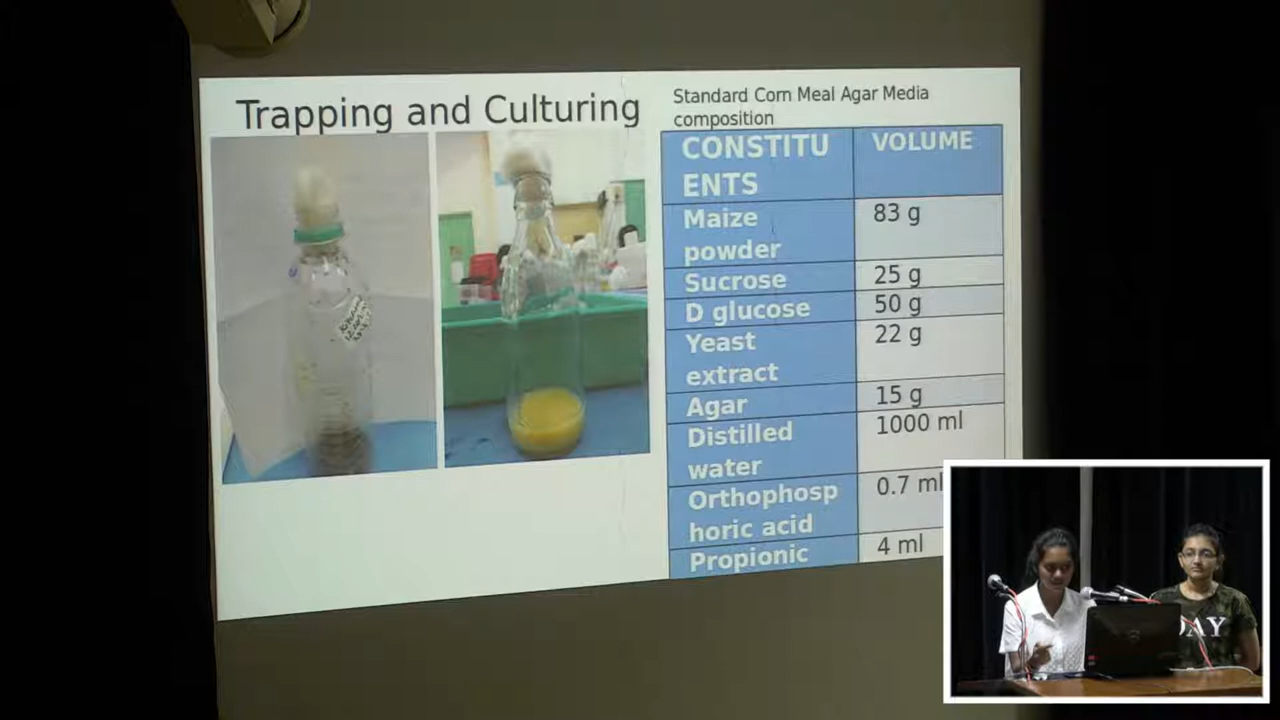 Trapping and Culturing
Standard Corn Meal Agar Media
composition
CONSTITU
ENTS
VOLUME
Maize
powder
83 g
Sucrose
25 g
D glucose
50 g
Yeast
extract
22 g
Agar
15 g
Distilled
water
1000 ml
Orthophosp
horic acid
0.7 ml
Propionic
4 ml
DAY